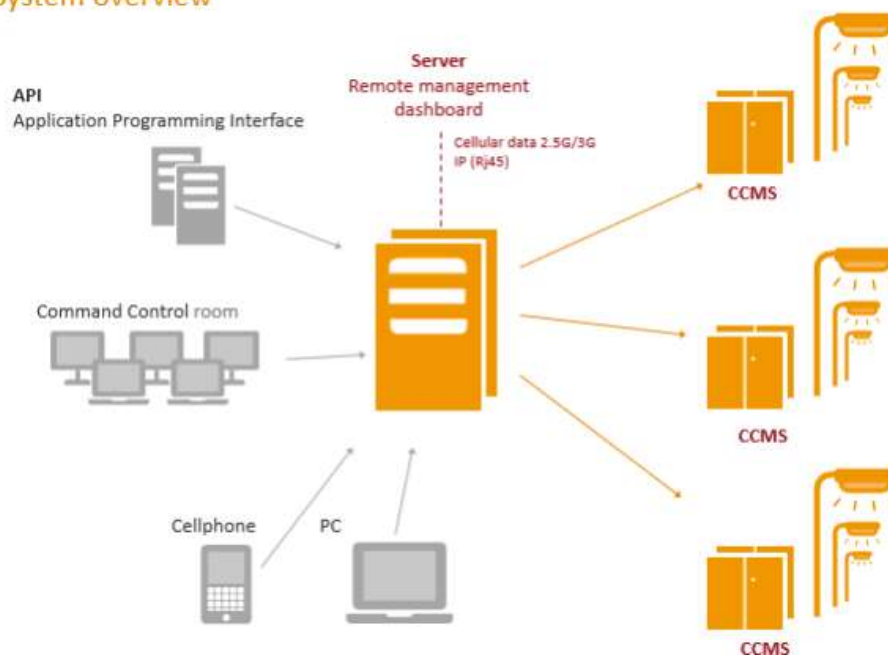 system overview
API
Application Programming Interface
Server
Remote management
dashboard
Cellular data 2.5G/3G
IP (Rj45)
CCMS
Command Control room
CCMS
Cellphone
PC
CCMS